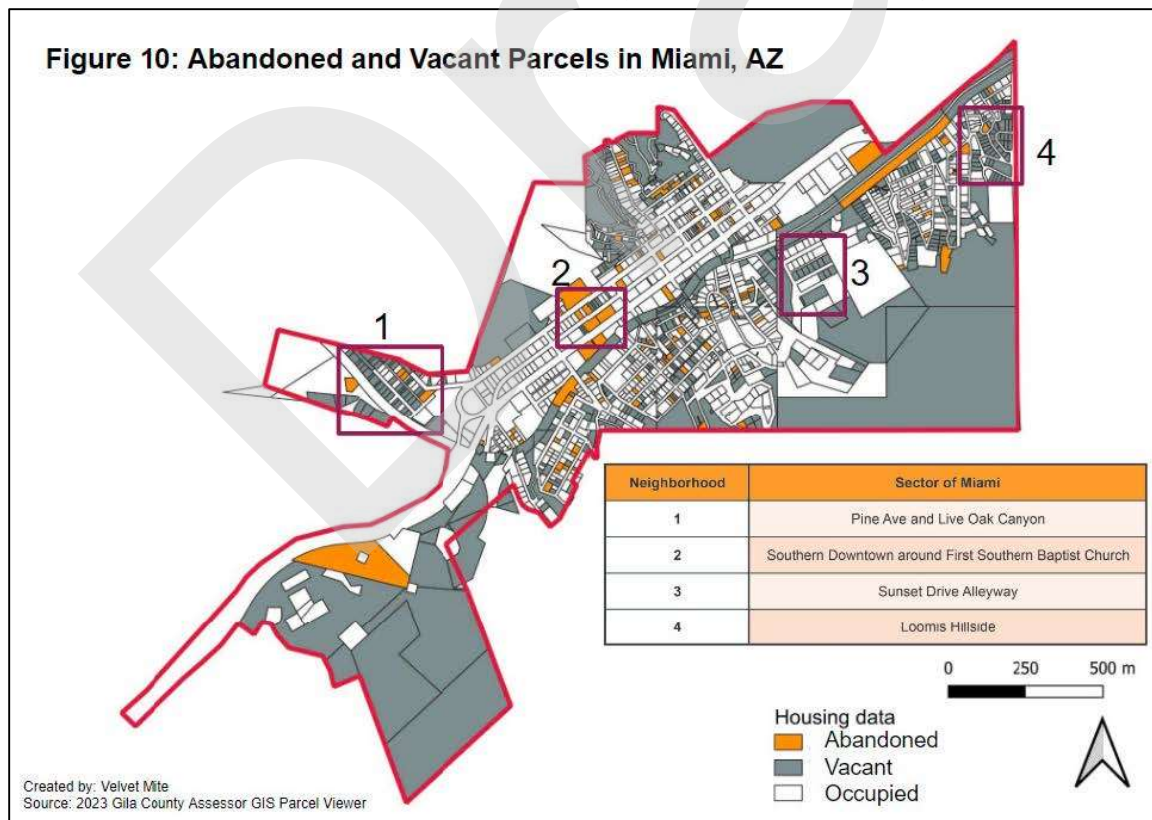 Figure 10: Abandoned and Vacant Parcels in Miami, AZ
4
3
2
1
Neighborhood Sector of Miami
1 Pine Ave and Live Oak Canyon
2 Southern Downtown around First Southern Baptist Church
3 Sunset Drive Alleyway
4 Loomis Hillside
0 250 500 m
Housing data
Abandoned
Vacant
Occupied
Created by: Velvet Mite
Source: 2023 Gila County Assessor GIS Parcel Viewer